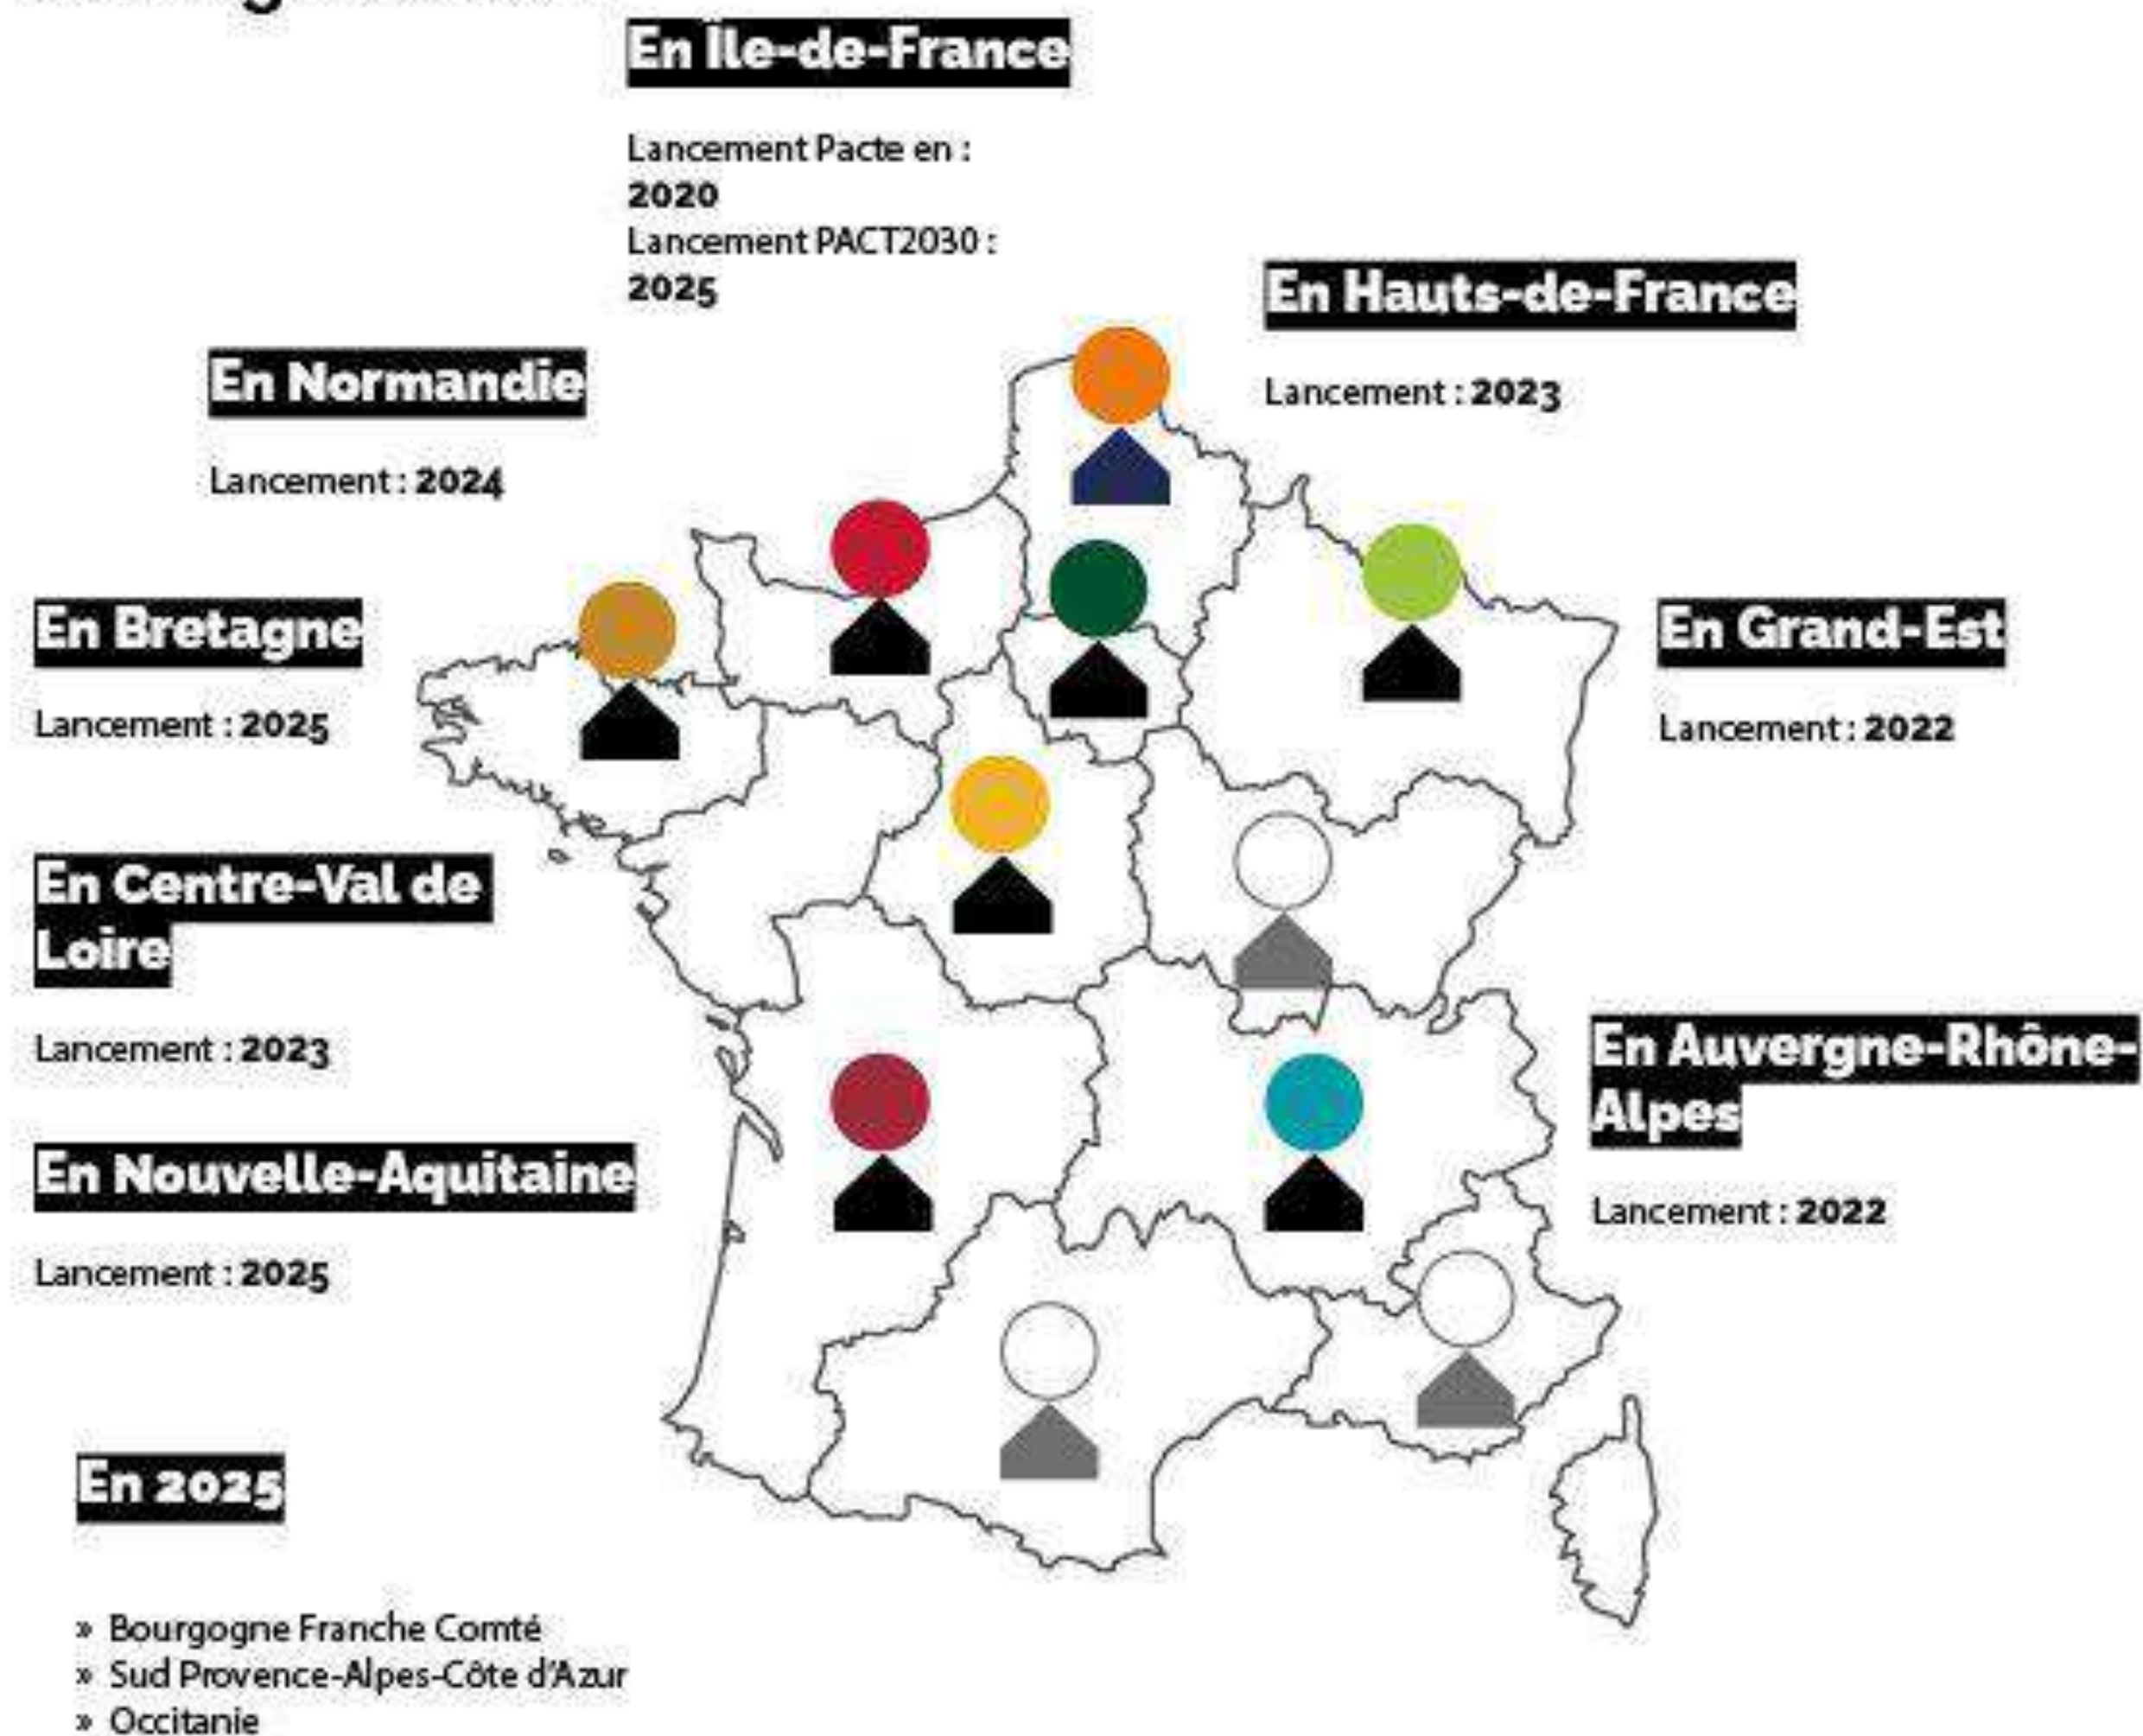 En Île-de-France
Lancement Pacte en :
2020
Lancement PACT2030 :
2025
En Hauts-de-France
Lancement : 2023
En Normandie
Lancement : 2024
En Bretagne
Lancement : 2025
En Grand-Est
Lancement : 2022
En Centre-Val de
Loire
Lancement : 2023
En Auvergne-Rhône-
Alpes
Lancement : 2022
En Nouvelle-Aquitaine
Lancement : 2025
En 2025
» Bourgogne Franche Comté
» Sud Provence-Alpes-Côte d'Azur
» Occitanie